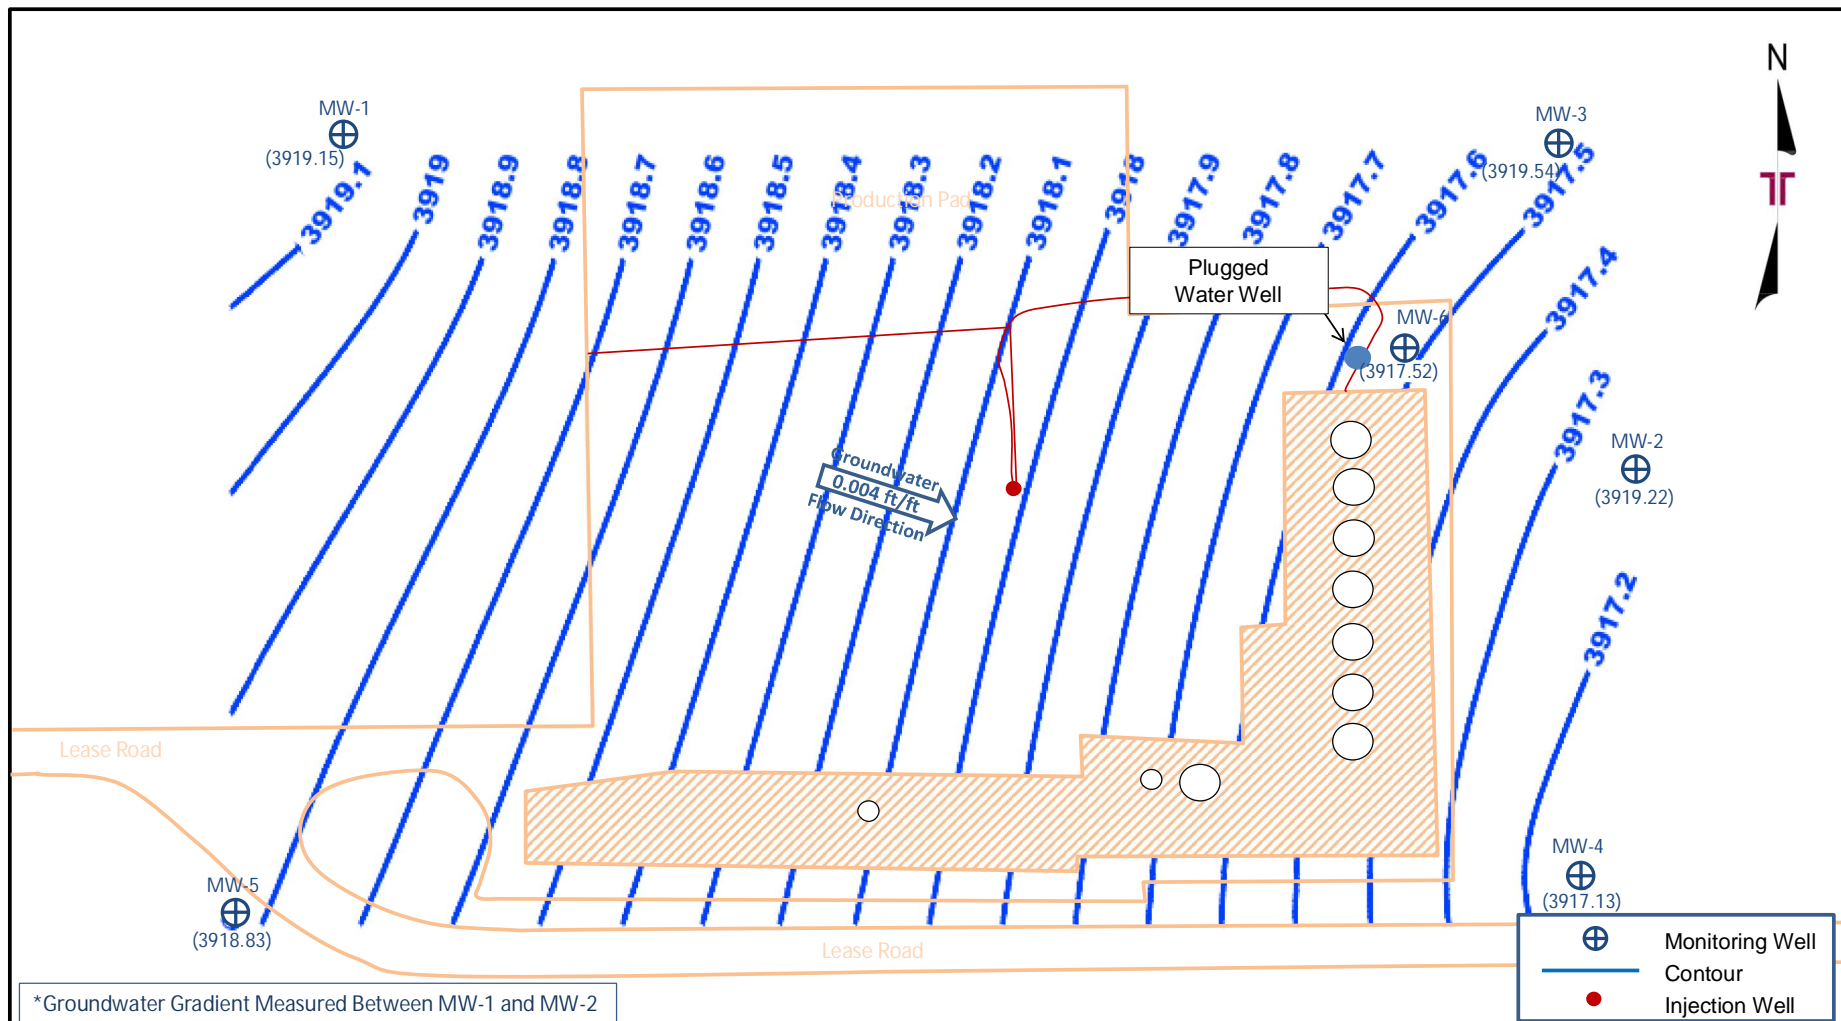 N
MW-1
(3919.15)
MW-3
(3919.54)
3919.1
3919
3918.9
3918.8
3918.7
3918.6
3918.5
3918.4
3918.3
3918.2
3918.1
3918
3917.9
3917.8
3917.7
3917.6
3917.5
3917.4
3917.3
3917.2
Production Pad
Plugged
Water Well
MW-6
(3917.52)
MW-2
(3919.22)
Groundwater
0.004 ft/ft
Flow Direction
Lease Road
MW-5
(3918.83)
MW-4
(3917.13)
Lease Road
Monitoring Well
Contour
Injection Well
*Groundwater Gradient Measured Between MW-1 and MW-2